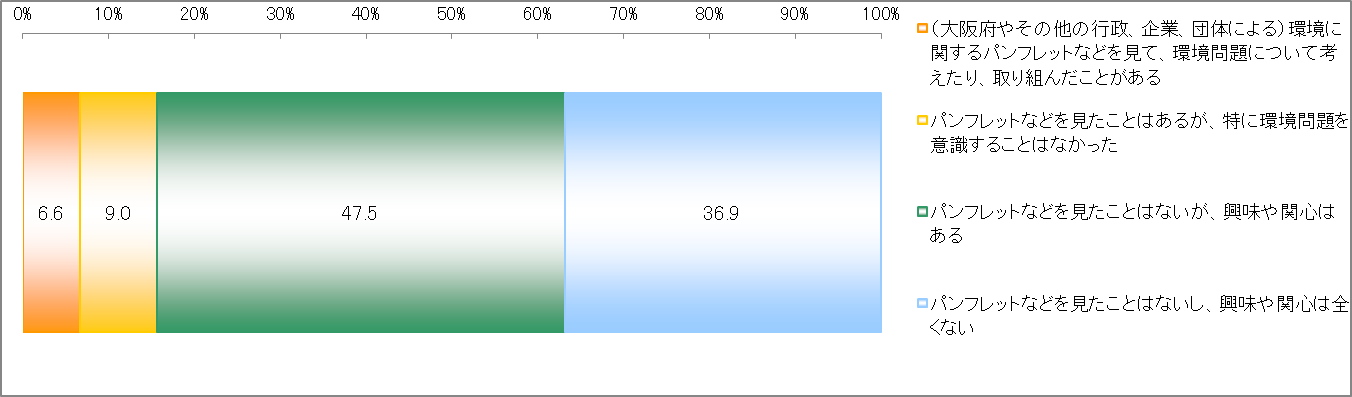 0% 10% 20% 30% 40% 50% 60% 70% 80% 90% 100%
6.6 9.0 47.5 36.9
(大阪府やその他の行政、企業、団体による)環境に
関するパンフレットなどを見て、環境問題について考
えたり、取り組んだことがある
パンフレットなどを見たことはあるが、特に環境問題を
意識することはなかった
パンフレットなどを見たことはないが、興味や関心は
ある
パンフレットなどを見たことはないし、興味や関心は全
くない